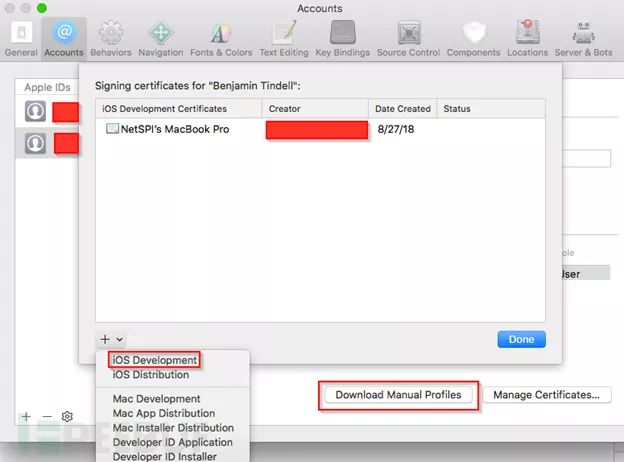 Accounts
General Accounts Behaviors Navigation Fonts & Colors Text Editing Key Bindings Source Control Components Locations Server & Bots
Apple IDs
Signing certificates for "Benjamin Tindell":
iOS Development Certificates Creator Date Created Status
NetSPI's MacBook Pro 8/27/18
ole
User
Done
iOS Development
iOS Distribution
Mac Development
Mac App Distribution
Mac Installer Distribution
Developer ID Application
Developer ID Installer
Download Manual Profiles Manage Certificates...